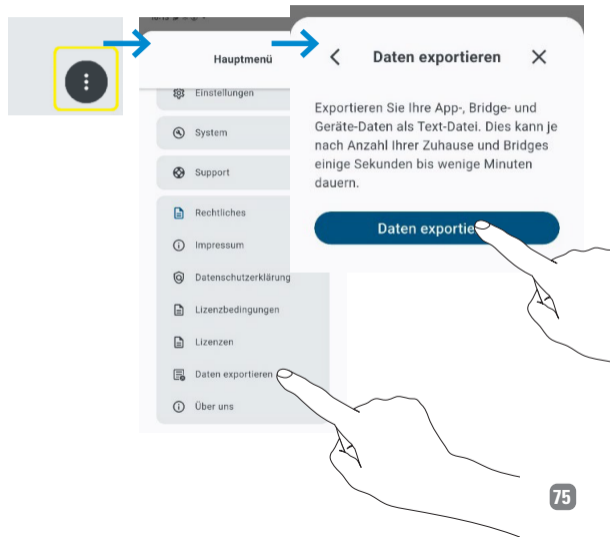 Hauptmenü
Einstellungen
System
Support
Rechtliches
Impressum
Datenschutzerklärung
Lizenzbedingungen
Lizenzen
Daten exportieren
Über uns
Daten exportieren
Exportieren Sie Ihre App-, Bridge- und
Geräte-Daten als Text-Datei. Dies kann je
nach Anzahl Ihrer Zuhause und Bridges
einige Sekunden bis wenige Minuten
dauern.
Daten exportie
75